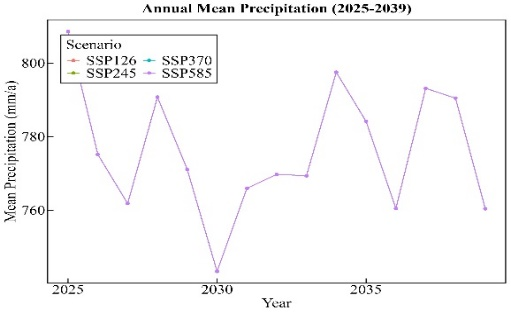 Annual Mean Precipitation (2025-2039)
Scenario
SSP126 SSP370
SSP245 SSP585
800
780
760
Mean Precipitation (mm/a)
2025 2030 2035
Year